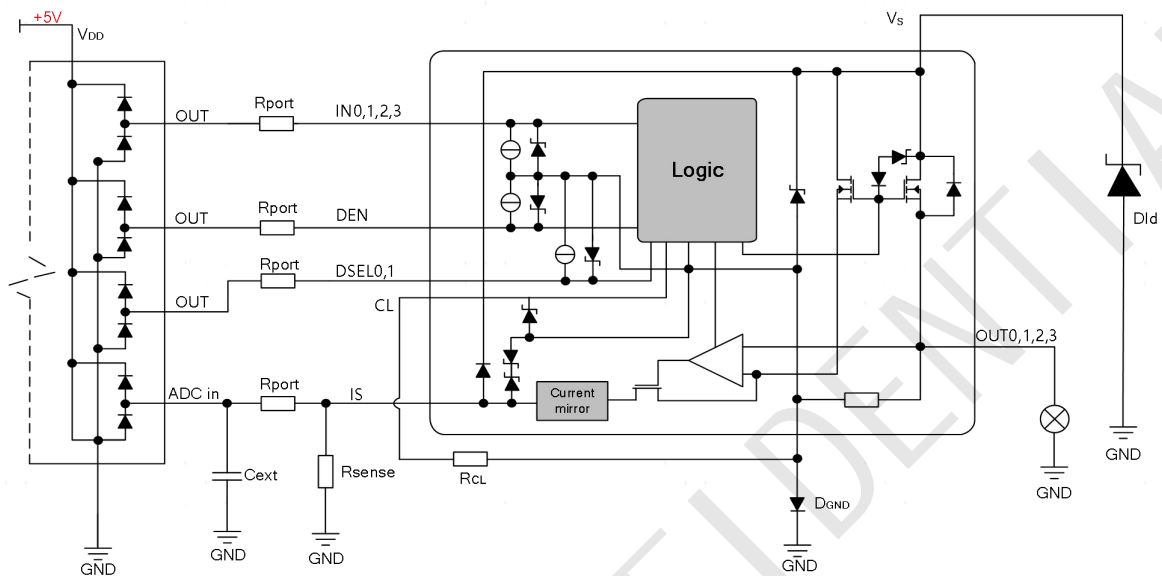 +5V
VDD
VS
OUT
Rport
IN0,1,2,3
Logic
OUT
Rport
DEN
DId
OUT
Rport
DSEL0,1
CL
OUT0,1,2,3
ADC in
Rport
IS
Current
mirror
Cext
Rsense
RCL
DGND
GND
GND
GND
GND
GND
GND
CONFIDENTIAL